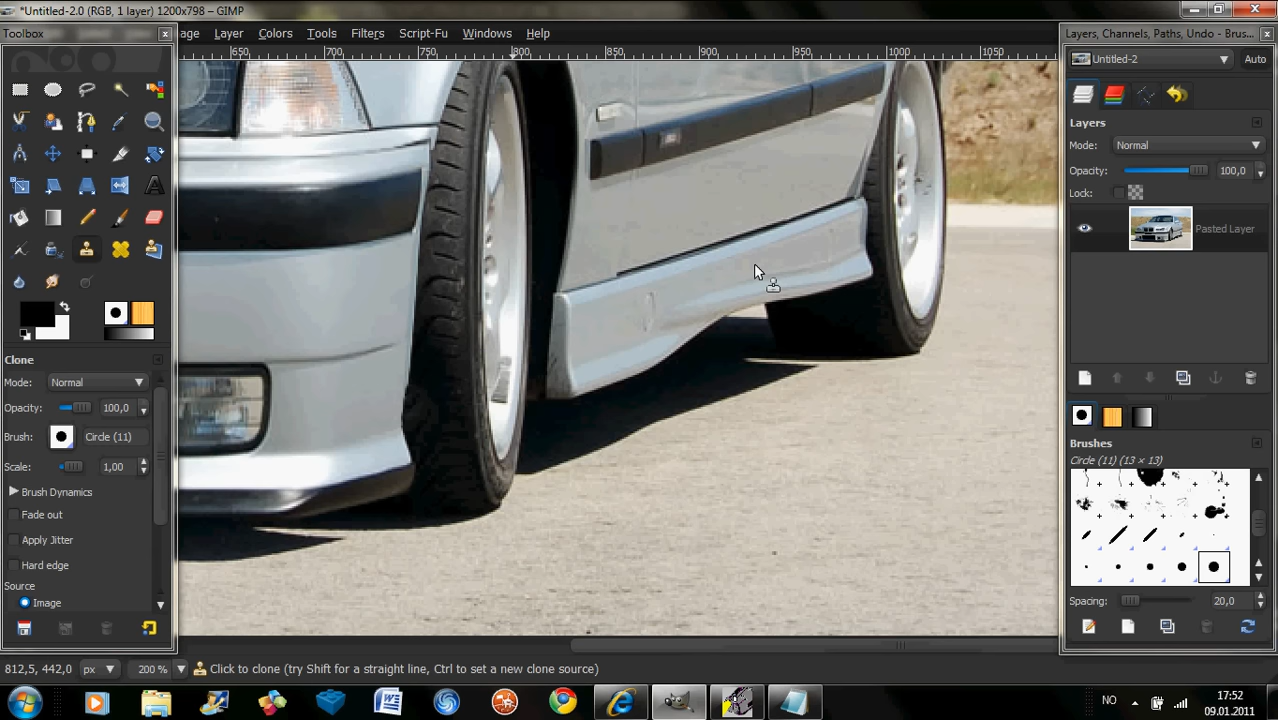 *Untitled-2.0 (RGB, 1 layer) 1200x798 – GIMP
Toolbox
age Layer Colors Tools Filters Script-Fu Windows Help
650 700 750 800 850 900 950 1000 1050
Clone
Mode: Normal
Opacity: 100,0
Brush: Circle (11)
Scale: 1,00
Brush Dynamics
Fade out
Apply Jitter
Hard edge
Source
Image
812,5, 442,0 px 200 % Click to clone (try Shift for a straight line, Ctrl to set a new clone source)
Layers, Channels, Paths, Undo - Brus...
Untitled-2 Auto
Layers
Mode: Normal
Opacity: 100,0
Lock:
Pasted Layer
Brushes
Circle (11) (13 × 13)
Spacing: 20,0
NO
17:52
09.01.2011